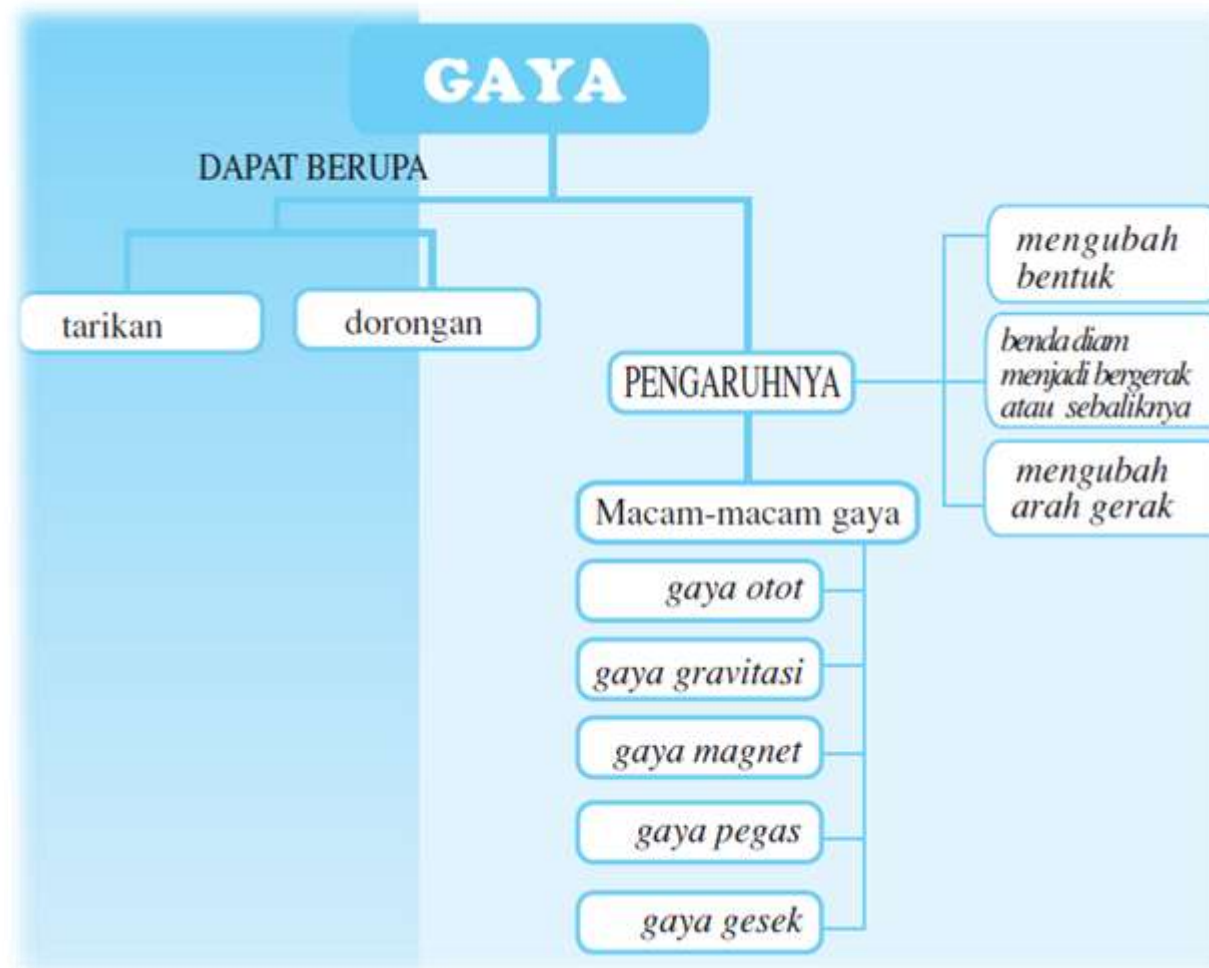 GAYA
DAPAT BERUPA
tarikan
dorongan
PENGARUHNYA
mengubah
bentuk
benda diam
menjadi bergerak
atau sebaliknya
mengubah
arah gerak
Macam-macam gaya
gaya otot
gaya gravitasi
gaya magnet
gaya pegas
gaya gesek